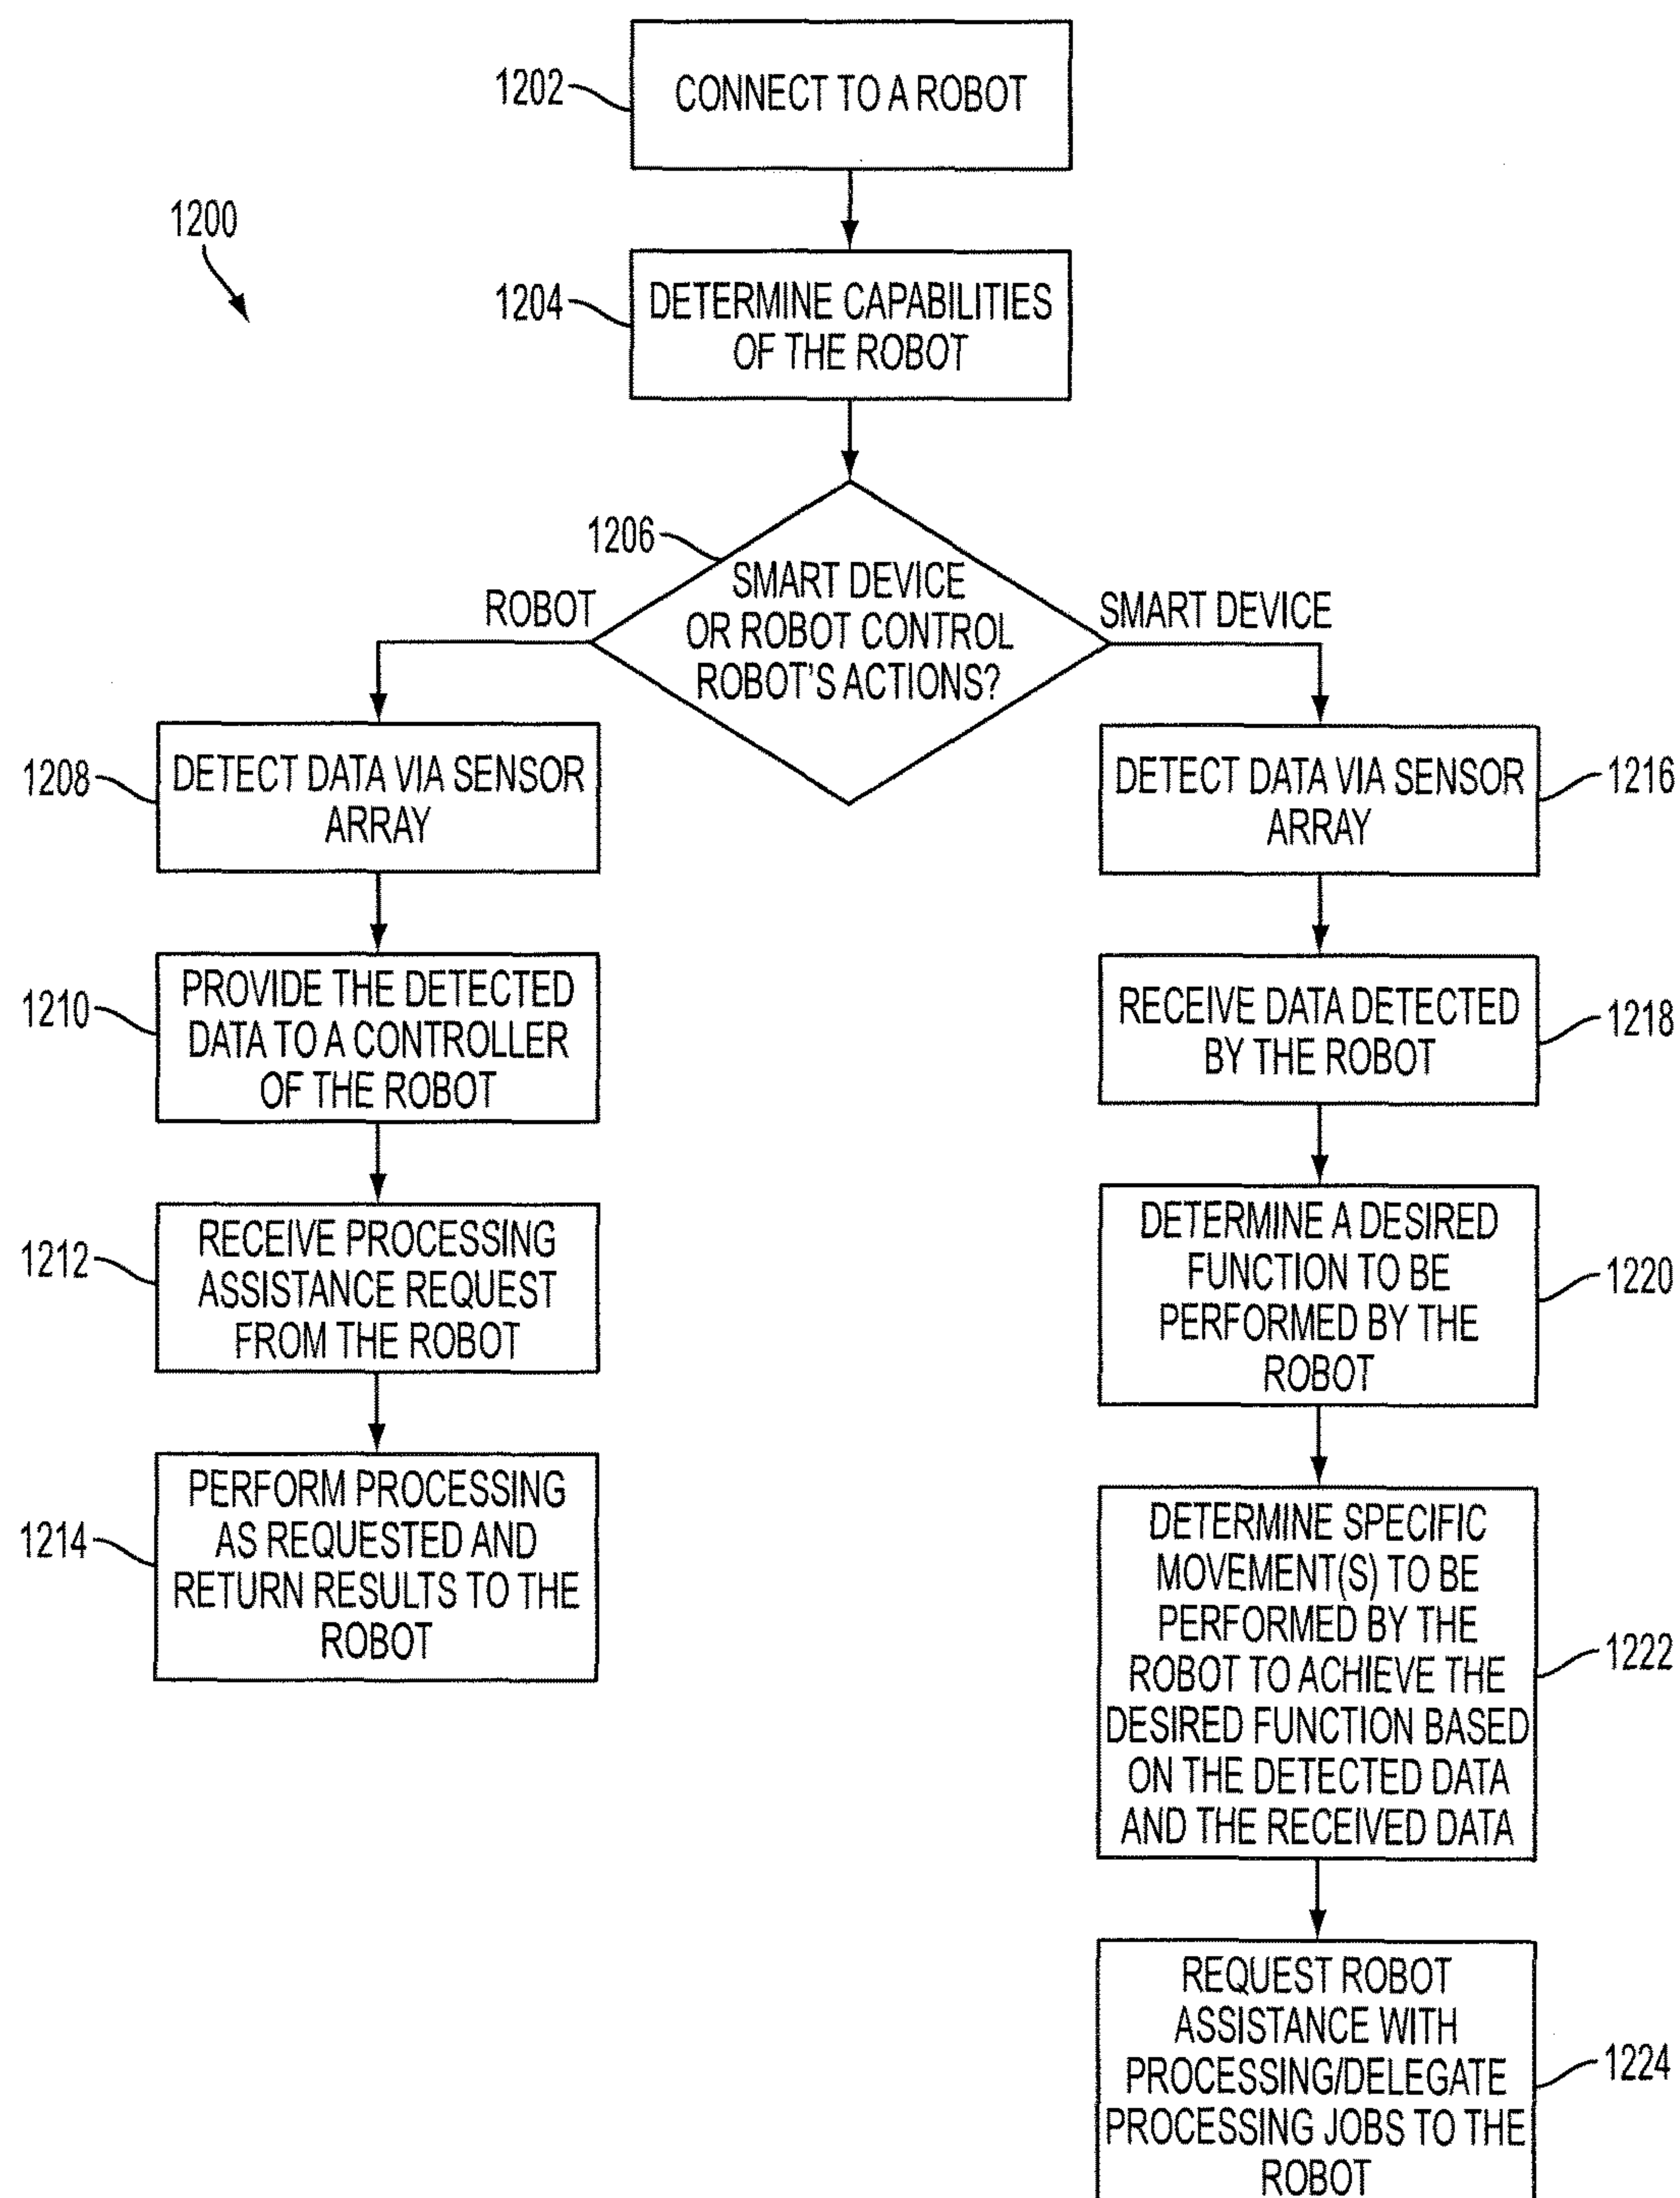 1200
1202
CONNECT TO A ROBOT
1204
DETERMINE CAPABILITIES
OF THE ROBOT
1206
SMART DEVICE
OR ROBOT CONTROL
ROBOT'S ACTIONS?
ROBOT
SMART DEVICE
1208
DETECT DATA VIA SENSOR
ARRAY
1210
PROVIDE THE DETECTED
DATA TO A CONTROLLER
OF THE ROBOT
1212
RECEIVE PROCESSING
ASSISTANCE REQUEST
FROM THE ROBOT
1214
PERFORM PROCESSING
AS REQUESTED AND
RETURN RESULTS TO THE
ROBOT
DETECT DATA VIA SENSOR
ARRAY
1216
RECEIVE DATA DETECTED
BY THE ROBOT
1218
DETERMINE A DESIRED
FUNCTION TO BE
PERFORMED BY THE
ROBOT
1220
DETERMINE SPECIFIC
MOVEMENT(S) TO BE
PERFORMED BY THE
ROBOT TO ACHIEVE THE
DESIRED FUNCTION BASED
ON THE DETECTED DATA
AND THE RECEIVED DATA
1222
REQUEST ROBOT
ASSISTANCE WITH
PROCESSING/DELEGATE
PROCESSING JOBS TO THE
ROBOT
1224